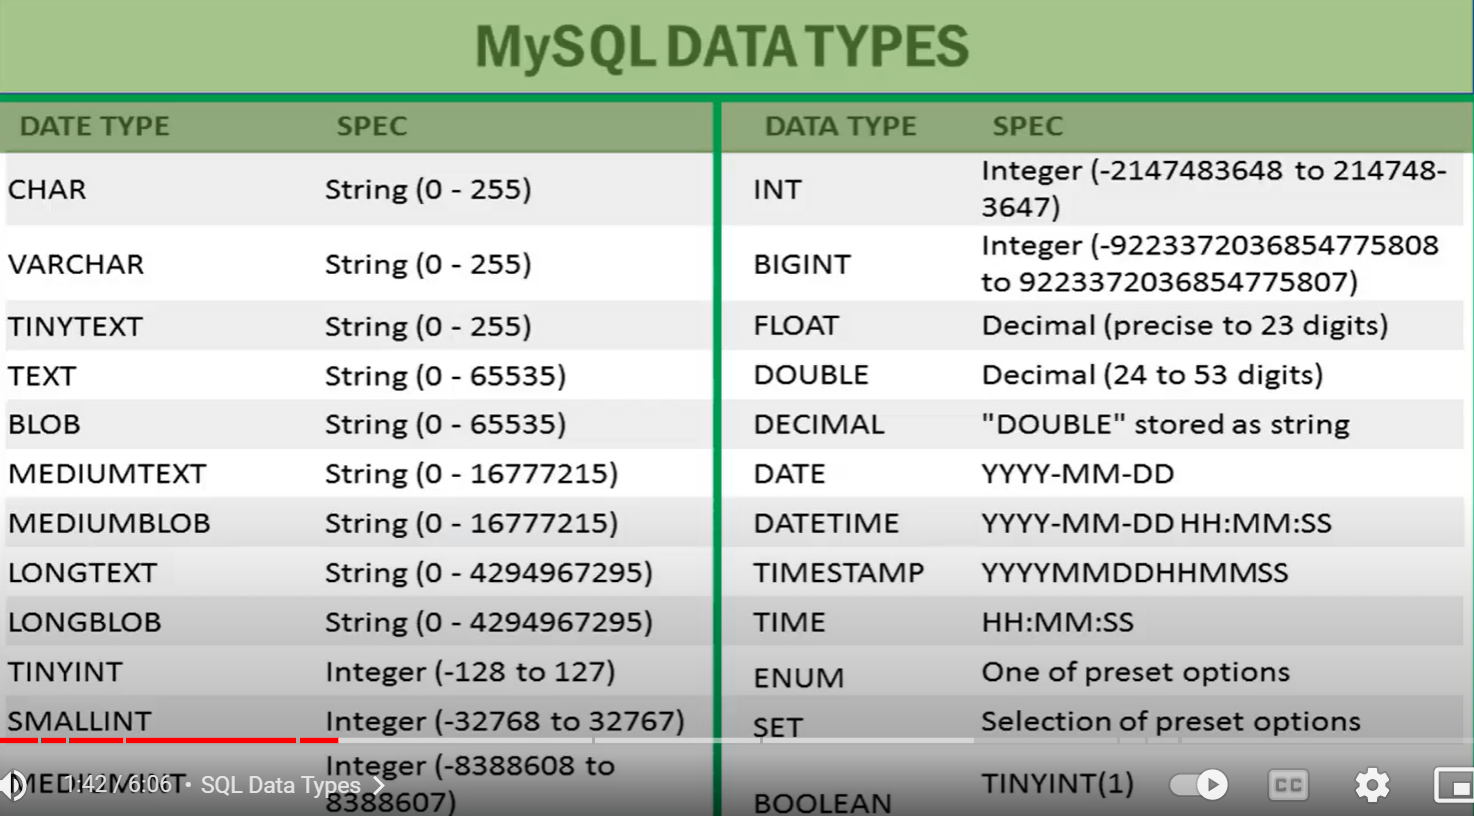 MySQL DATA TYPES
DATE TYPE SPEC DATA TYPE SPEC
CHAR String (0 - 255) INT Integer (-2147483648 to 214748-
3647)
VARCHAR String (0 - 255) BIGINT Integer (-9223372036854775808
to 9223372036854775807)
TINYTEXT String (0 - 255) FLOAT Decimal (precise to 23 digits)
TEXT String (0 - 65535) DOUBLE Decimal (24 to 53 digits)
BLOB String (0 - 65535) DECIMAL "DOUBLE" stored as string
MEDIUMTEXT String (0 - 16777215) DATE YYYY-MM-DD
MEDIUMBLOB String (0 - 16777215) DATETIME YYYY-MM-DD HH:MM:SS
LONGTEXT String (0 - 4294967295) TIMESTAMP YYYYMMDDHHMMSS
LONGBLOB String (0 - 4294967295) TIME HH:MM:SS
TINYINT Integer (-128 to 127) ENUM One of preset options
SMALLINT Integer (-32768 to 32767) SET Selection of preset options
MEDIUMINT Integer (-8388608 to
8388607) BOOLEAN TINYINT(1)
1:42 / 6:06 • SQL Data Types
CC